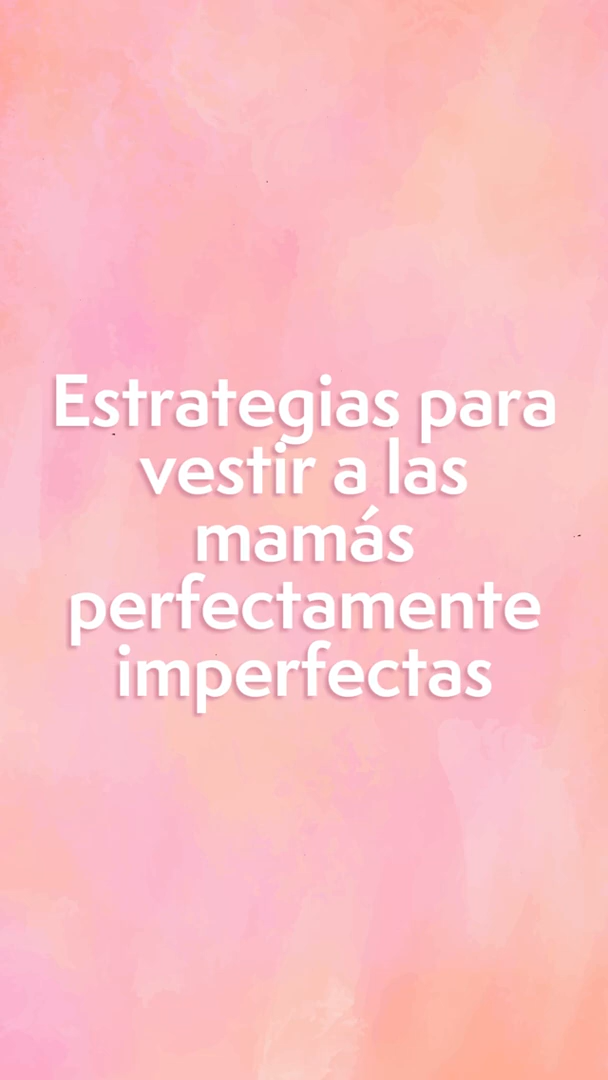 Estrategias para
vestir a las
mamás
perfectamente
imperfectas